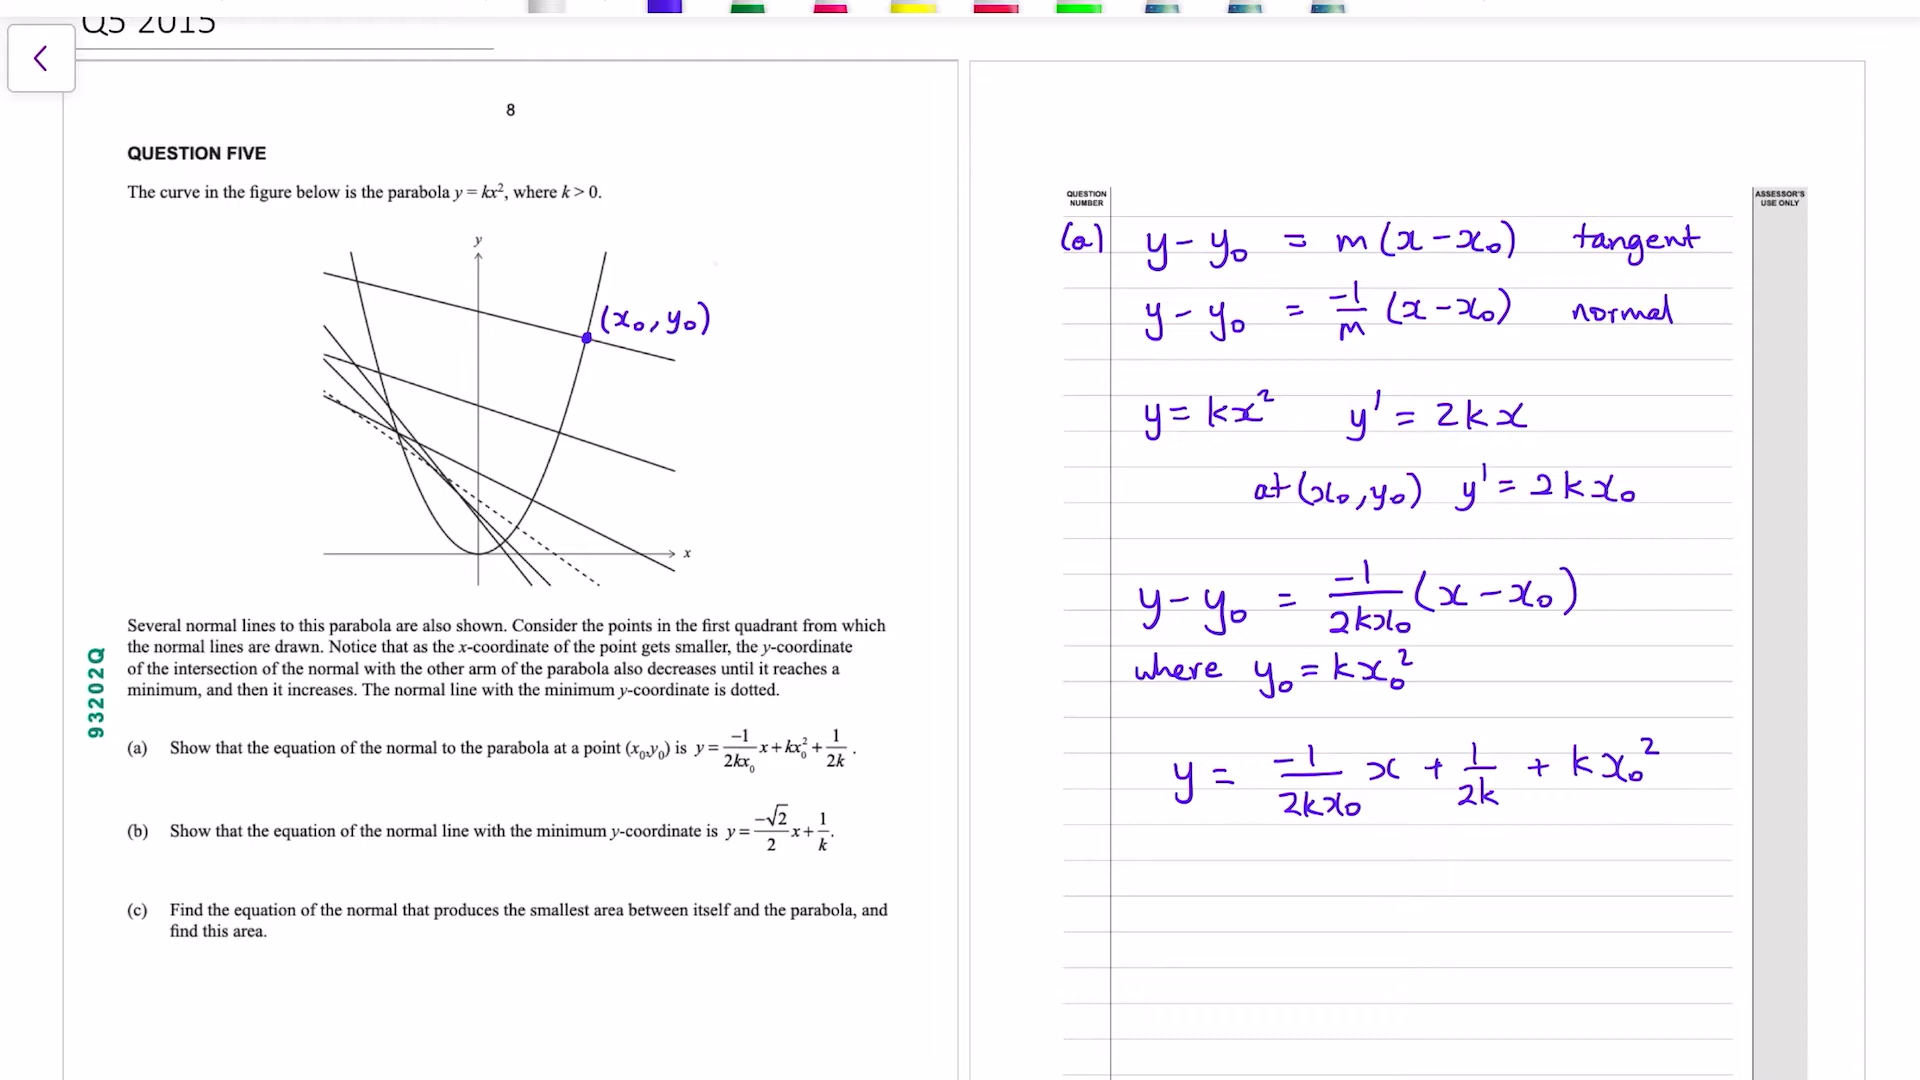 Q5 2015
8
QUESTION FIVE
The curve in the figure below is the parabola y = kx², where k > 0.
y
(x₀, y₀)
x
Several normal lines to this parabola are also shown. Consider the points in the first quadrant from which
the normal lines are drawn. Notice that as the x-coordinate of the point gets smaller, the y-coordinate
of the intersection of the normal with the other arm of the parabola also decreases until it reaches a
minimum, and then it increases. The normal line with the minimum y-coordinate is dotted.
93202Q
(a) Show that the equation of the normal to the parabola at a point (x₀,y₀) is y = -1/2kx₀ x + kx₀² + 1/2k .
(b) Show that the equation of the normal line with the minimum y-coordinate is y = -√2/2 x + 1/k.
(c) Find the equation of the normal that produces the smallest area between itself and the parabola, and
find this area.
QUESTION
NUMBER
ASSESSOR'S
USE ONLY
(a) y - y₀ = m(x - x₀) tangent
y - y₀ = -1/m (x - x₀) normal
y = kx² y' = 2kx
at (x₀, y₀) y' = 2kx₀
y - y₀ = -1/2kx₀ (x - x₀)
where y₀ = kx₀²
y = -1/2kx₀ x + 1/2k + kx₀²